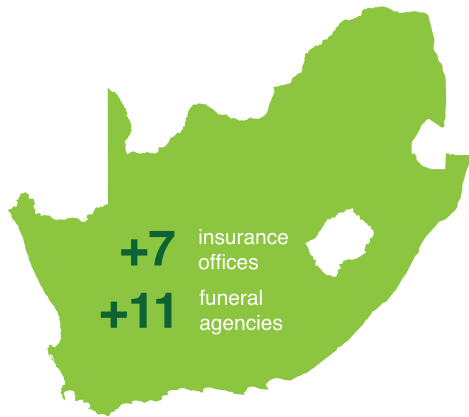 +7 insurance
offices
+11 funeral
agencies